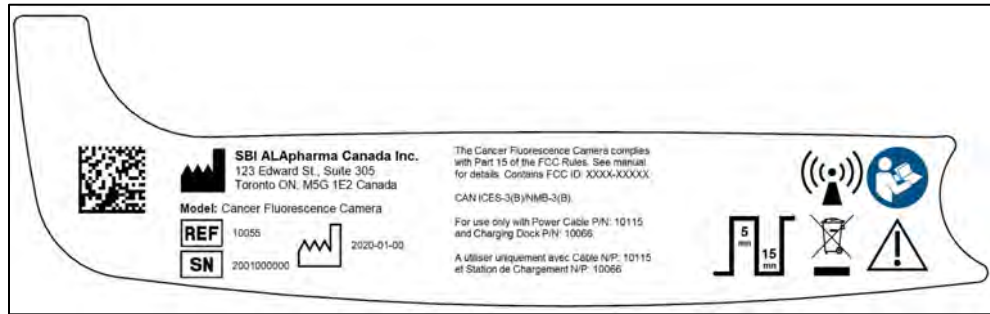 SBI ALApharma Canada Inc.
123 Edward St., Suite 305
Toronto ON, M5G 1E2 Canada
Model: Cancer Fluorescence Camera
REF 10055
2020-01-00
SN 2001000000
The Cancer Fluorescence Camera complies
with Part 15 of the FCC Rules. See manual
for details. Contains FCC ID: XXXX-XXXXX
CAN ICES-3(B)/NMB-3(B).
For use only with Power Cable P/N: 10115
and Charging Dock P/N: 10066.
A utiliser uniquement avec Câble N/P: 10115
et Station de Chargement N/P: 10066
5
mn
15
mn